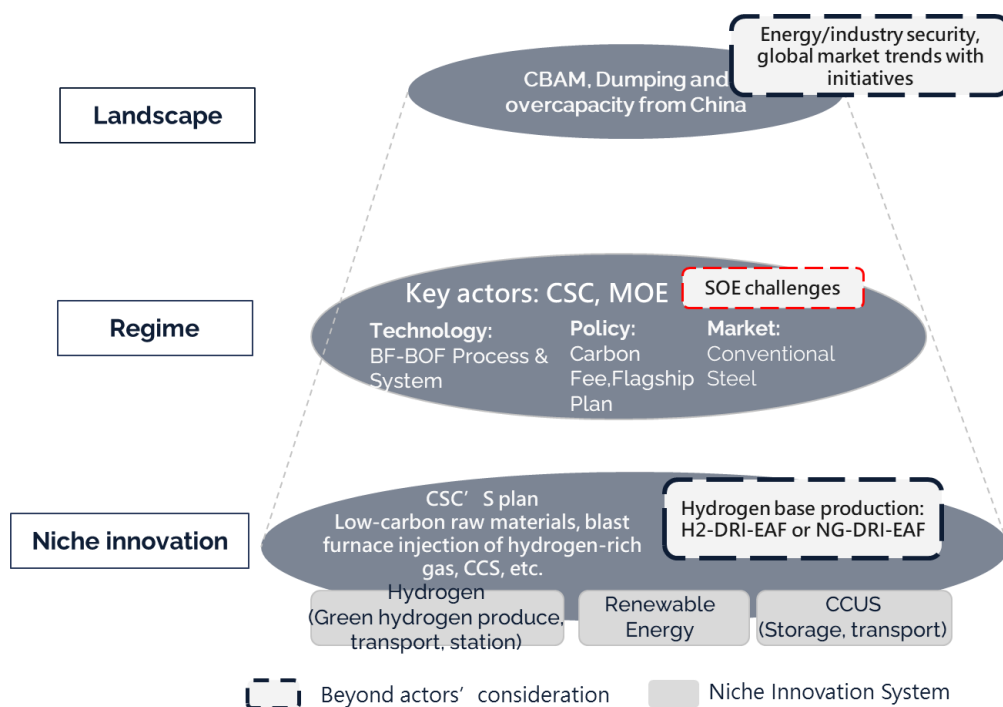 Energy/industry security,
global market trends with
initiatives
CBAM, Dumping and
overcapacity from China
Landscape
Key actors: CSC, MOE
SOE challenges
Regime
Technology:
BF-BOF Process &
System
Policy:
Carbon
Fee,Flagship
Plan
Market:
Conventional
Steel
CSC’S plan
Low-carbon raw materials, blast
furnace injection of hydrogen-rich
gas, CCS, etc.
Hydrogen base production:
H2-DRI-EAF or NG-DRI-EAF
Niche innovation
Hydrogen
(Green hydrogen produce,
transport, station)
Renewable
Energy
CCUS
(Storage, transport)
Beyond actors’ consideration
Niche Innovation System